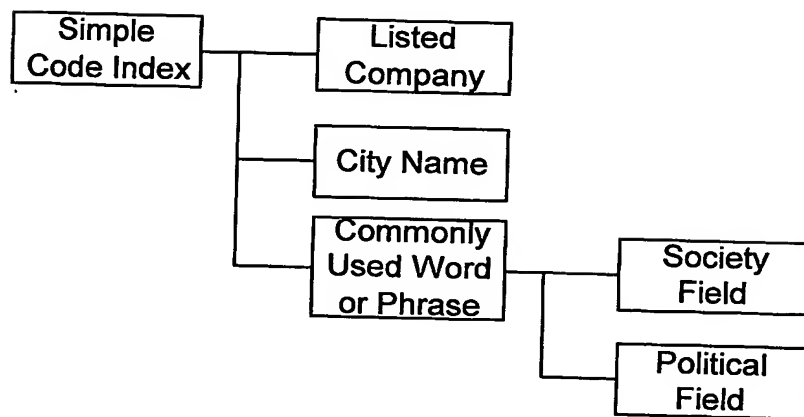 Simple
Code Index
Listed
Company
City Name
Commonly
Used Word
or Phrase
Society
Field
Political
Field